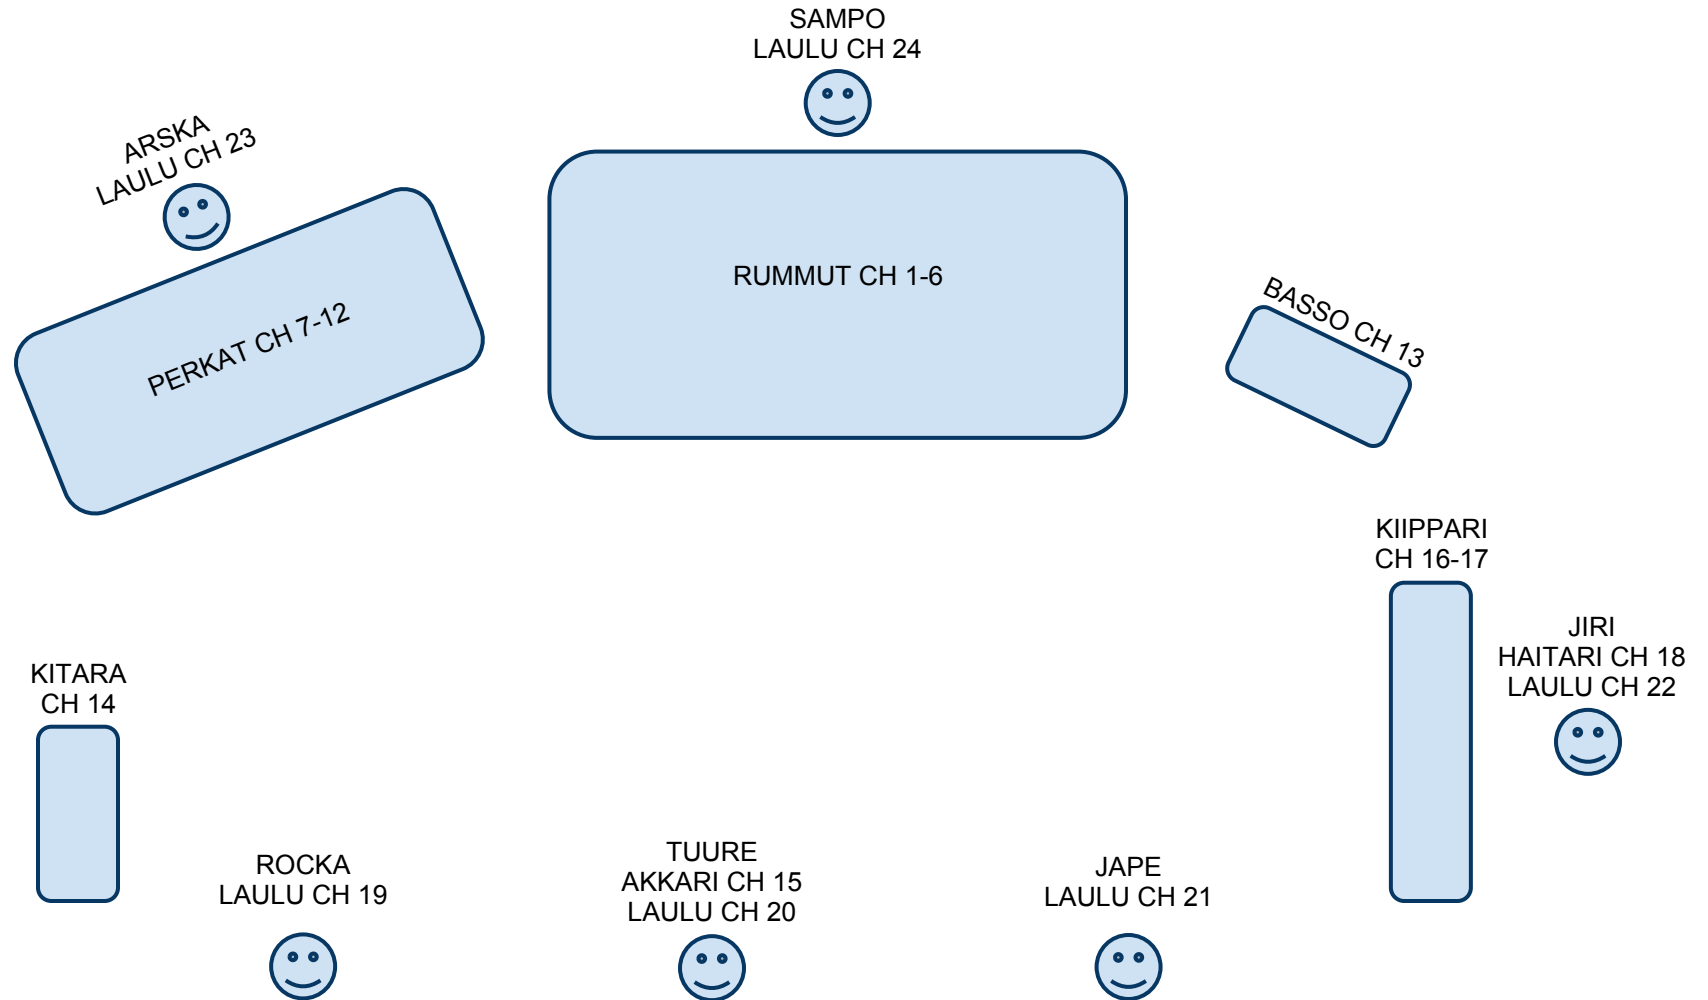 SAMPO
LAULU CH 24
ARSKA
LAULU CH 23
RUMMUT CH 1-6
PERKAT CH 7-12
BASSO CH 13
KIIPPARI
CH 16-17
JIRI
HAITARI CH 18
LAULU CH 22
KITARA
CH 14
ROCKA
LAULU CH 19
TUURE
AKKARI CH 15
LAULU CH 20
JAPE
LAULU CH 21